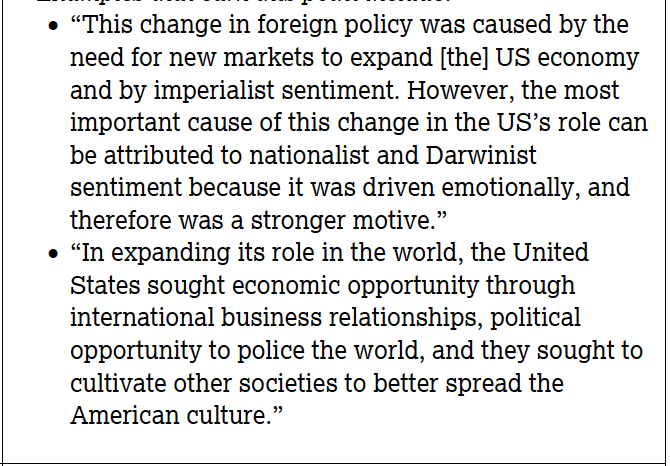 • “This change in foreign policy was caused by the
need for new markets to expand [the] US economy
and by imperialist sentiment. However, the most
important cause of this change in the US’s role can
be attributed to nationalist and Darwinist
sentiment because it was driven emotionally, and
therefore was a stronger motive.”
• “In expanding its role in the world, the United
States sought economic opportunity through
international business relationships, political
opportunity to police the world, and they sought to
cultivate other societies to better spread the
American culture.”